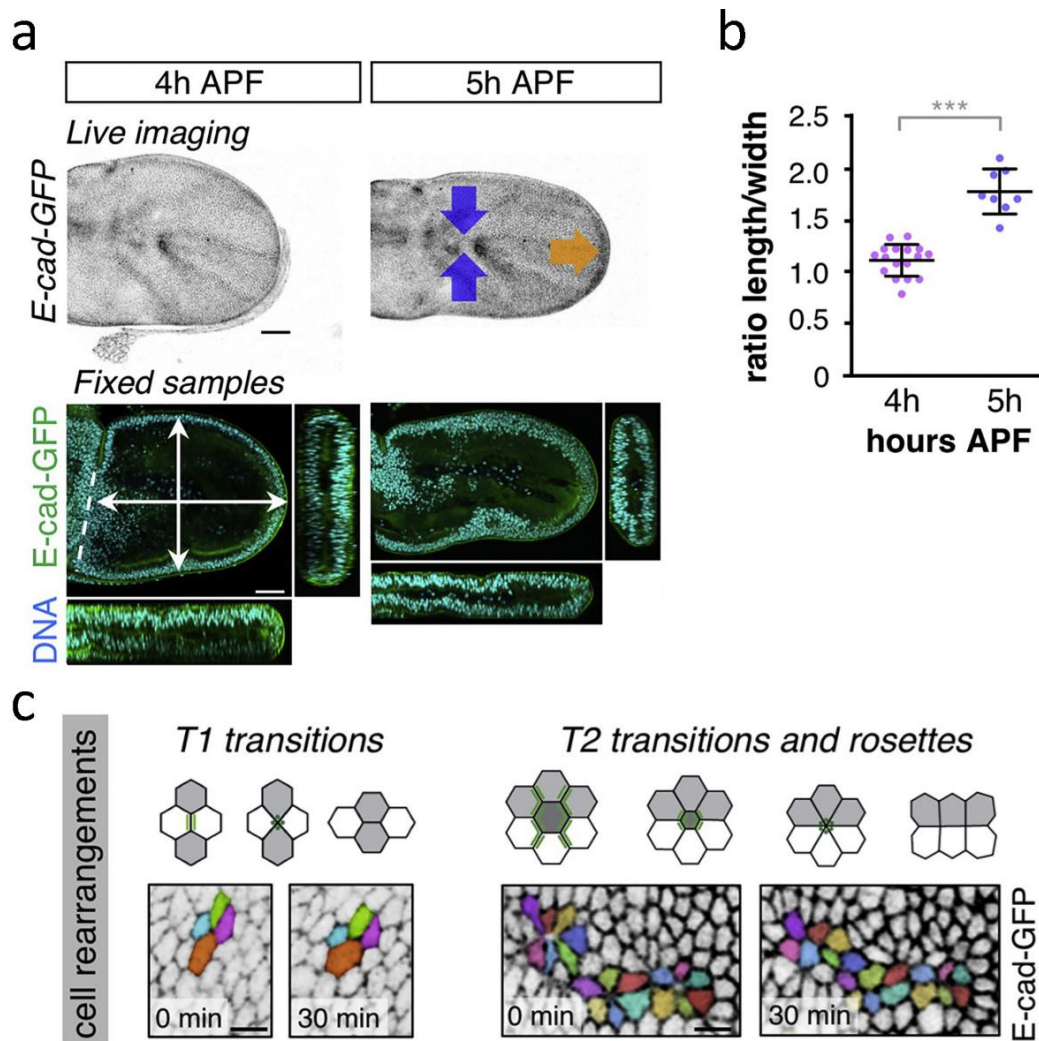 a
4h APF
5h APF
Live imaging
E-cad-GFP
Fixed samples
E-cad-GFP
DNA
b
***
2.5
2.0
1.5
1.0
0.5
0
ratio length/width
4h
5h
hours APF
c
cell rearrangements
T1 transitions
T2 transitions and rosettes
0 min
30 min
0 min
30 min
E-cad-GFP